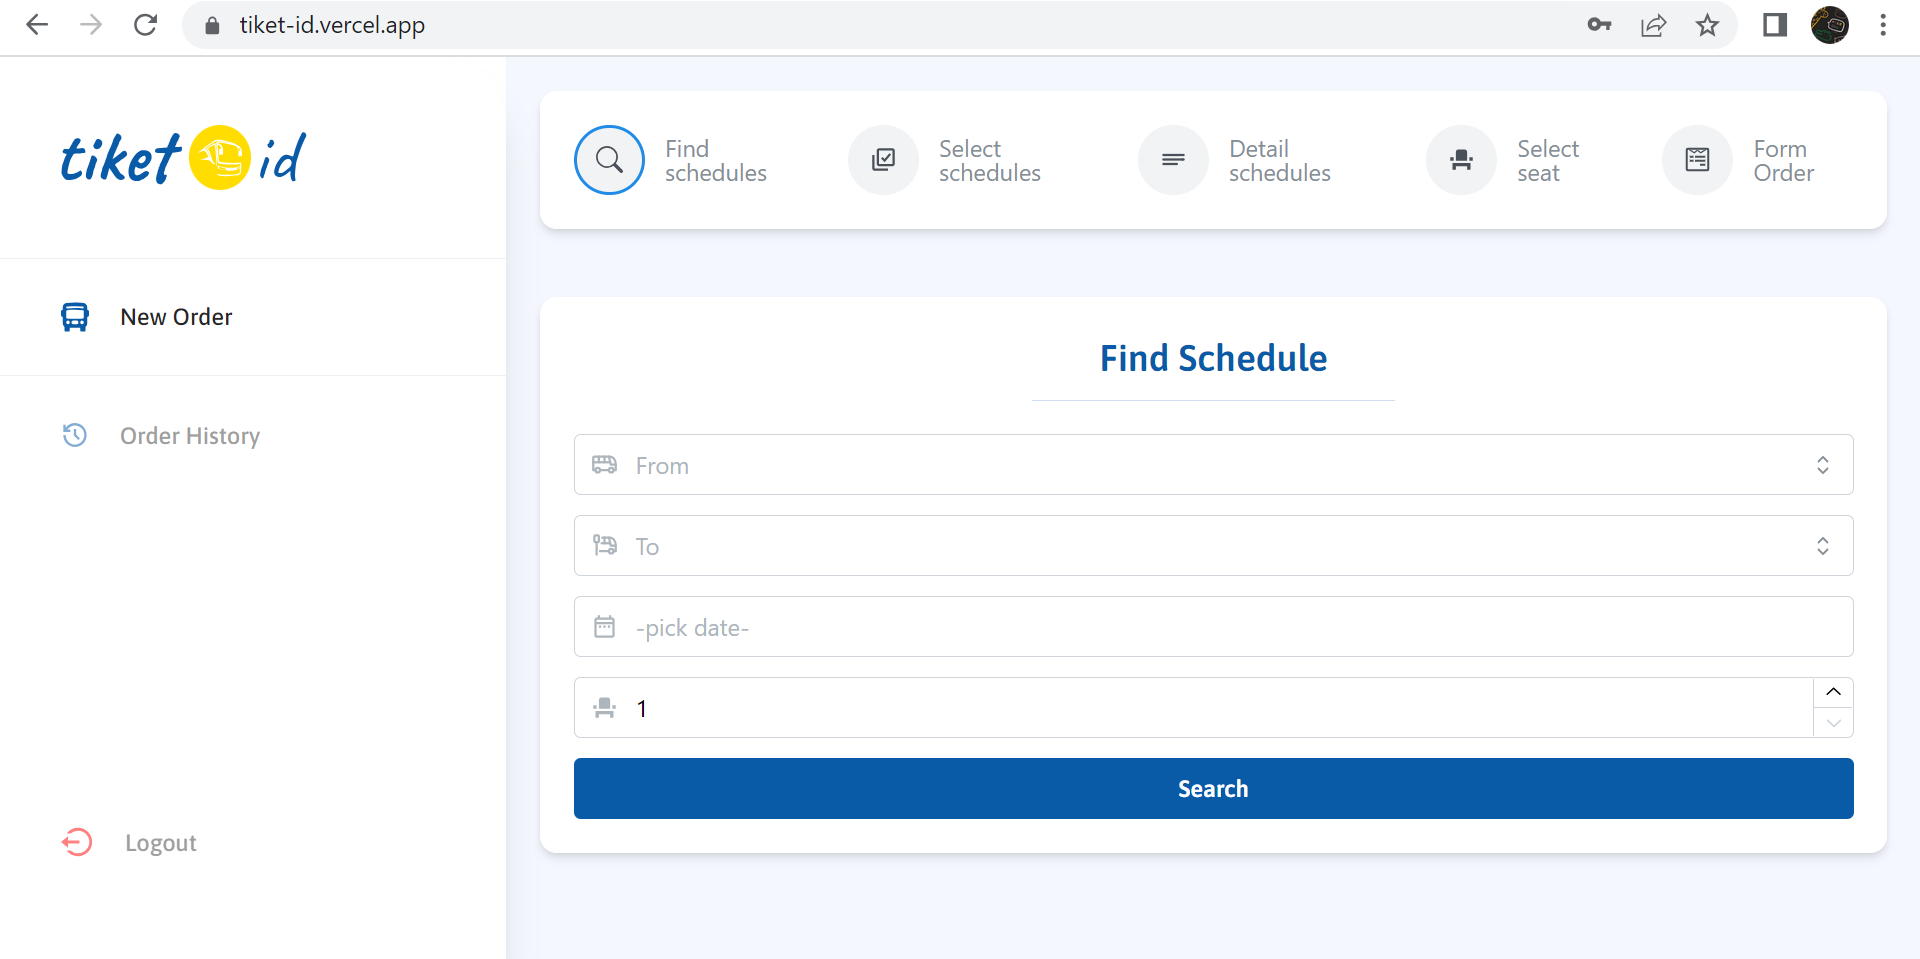 tiket-id.vercel.app
tiket id
Find
schedules
Select
schedules
Detail
schedules
Select
seat
Form
Order
New Order
Order History
Logout
Find Schedule
From
To
-pick date-
1
Search